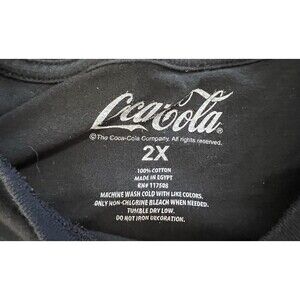 Coca-Cola
©The Coca-Cola Company. All rights reserved.
2X
100% COTTON
MADE IN EGYPT
RN# 117508
MACHINE WASH COLD WITH LIKE COLORS.
ONLY NON-CHLORINE BLEACH WHEN NEEDED.
TUMBLE DRY LOW.
DO NOT IRON DECORATION.